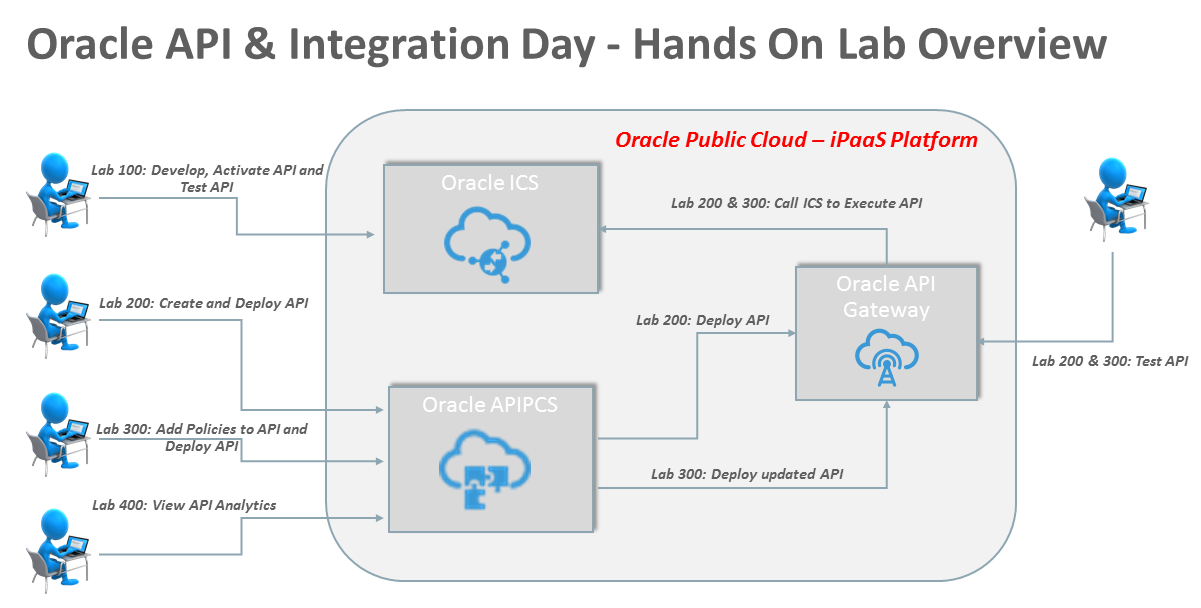 Oracle API & Integration Day - Hands On Lab Overview
Oracle Public Cloud – iPaaS Platform
Lab 100: Develop, Activate API and
Test API
Oracle ICS
Lab 200 & 300: Call ICS to Execute API
Oracle API
Gateway
Lab 200: Create and Deploy API
Lab 200: Deploy API
Lab 200 & 300: Test API
Oracle APIPCS
Lab 300: Add Policies to API and
Deploy API
Lab 300: Deploy updated API
Lab 400: View API Analytics